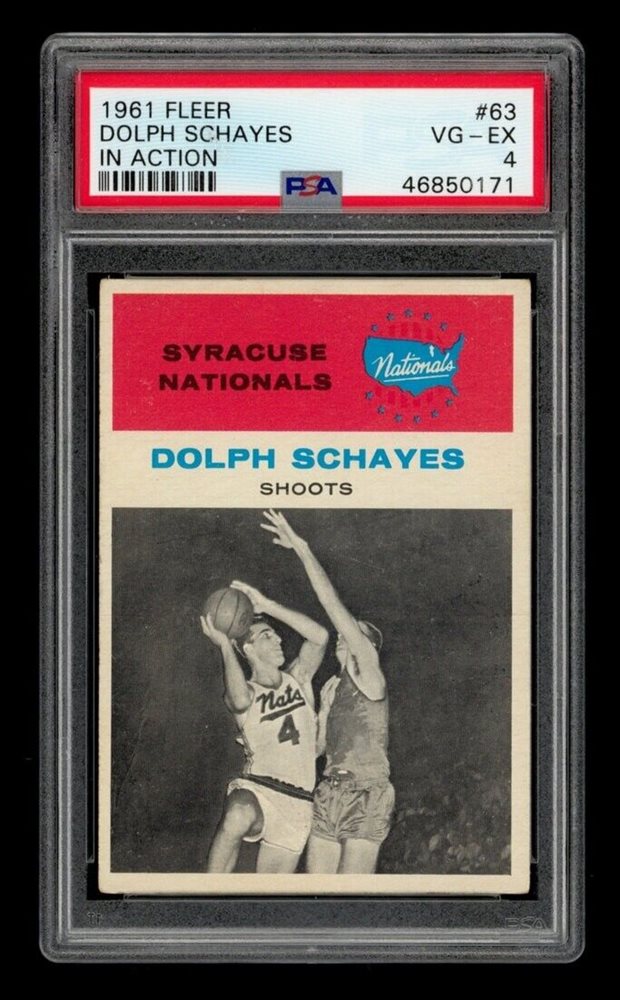 1961 FLEER #63
DOLPH SCHAYES VG-EX
IN ACTION 4
PSA 46850171
SYRACUSE
NATIONALS
Nationals
DOLPH SCHAYES
SHOOTS
Nats
4
PSA